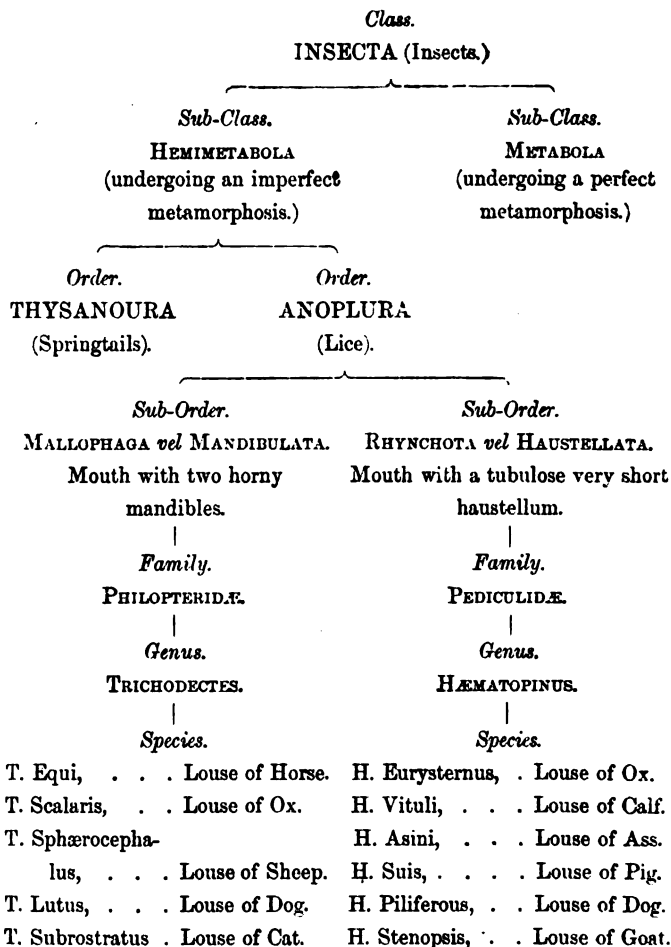 Class.
INSECTA (Insects.)
Sub-Class. Sub-Class.
HEMIMETABOLA METABOLA
(undergoing an imperfect (undergoing a perfect
metamorphosis.) metamorphosis.)
Order. Order.
THYSANOURA ANOPLURA
(Springtails). (Lice).
Sub-Order. Sub-Order.
MALLOPHAGA vel MANDIBULATA. RHYNCHOTA vel HAUSTELLATA.
Mouth with two horny Mouth with a tubulose very short
mandibles. haustellum.
Family. Family.
PHILOPTERIDÆ. PEDICULIDÆ.
Genus. Genus.
TRICHODECTES. HÆMATOPINUS.
Species. Species.
T. Equi, . . . Louse of Horse. H. Eurysternus, . Louse of Ox.
T. Scalaris, . . Louse of Ox. H. Vituli, . . . Louse of Calf.
T. Sphærocepha- H. Asini, . . . Louse of Ass.
lus, . . . Louse of Sheep. H. Suis, . . . . Louse of Pig.
T. Lutus, . . . Louse of Dog. H. Piliferous, . . Louse of Dog.
T. Subrostratus . Louse of Cat. H. Stenopsis, . . Louse of Goat.